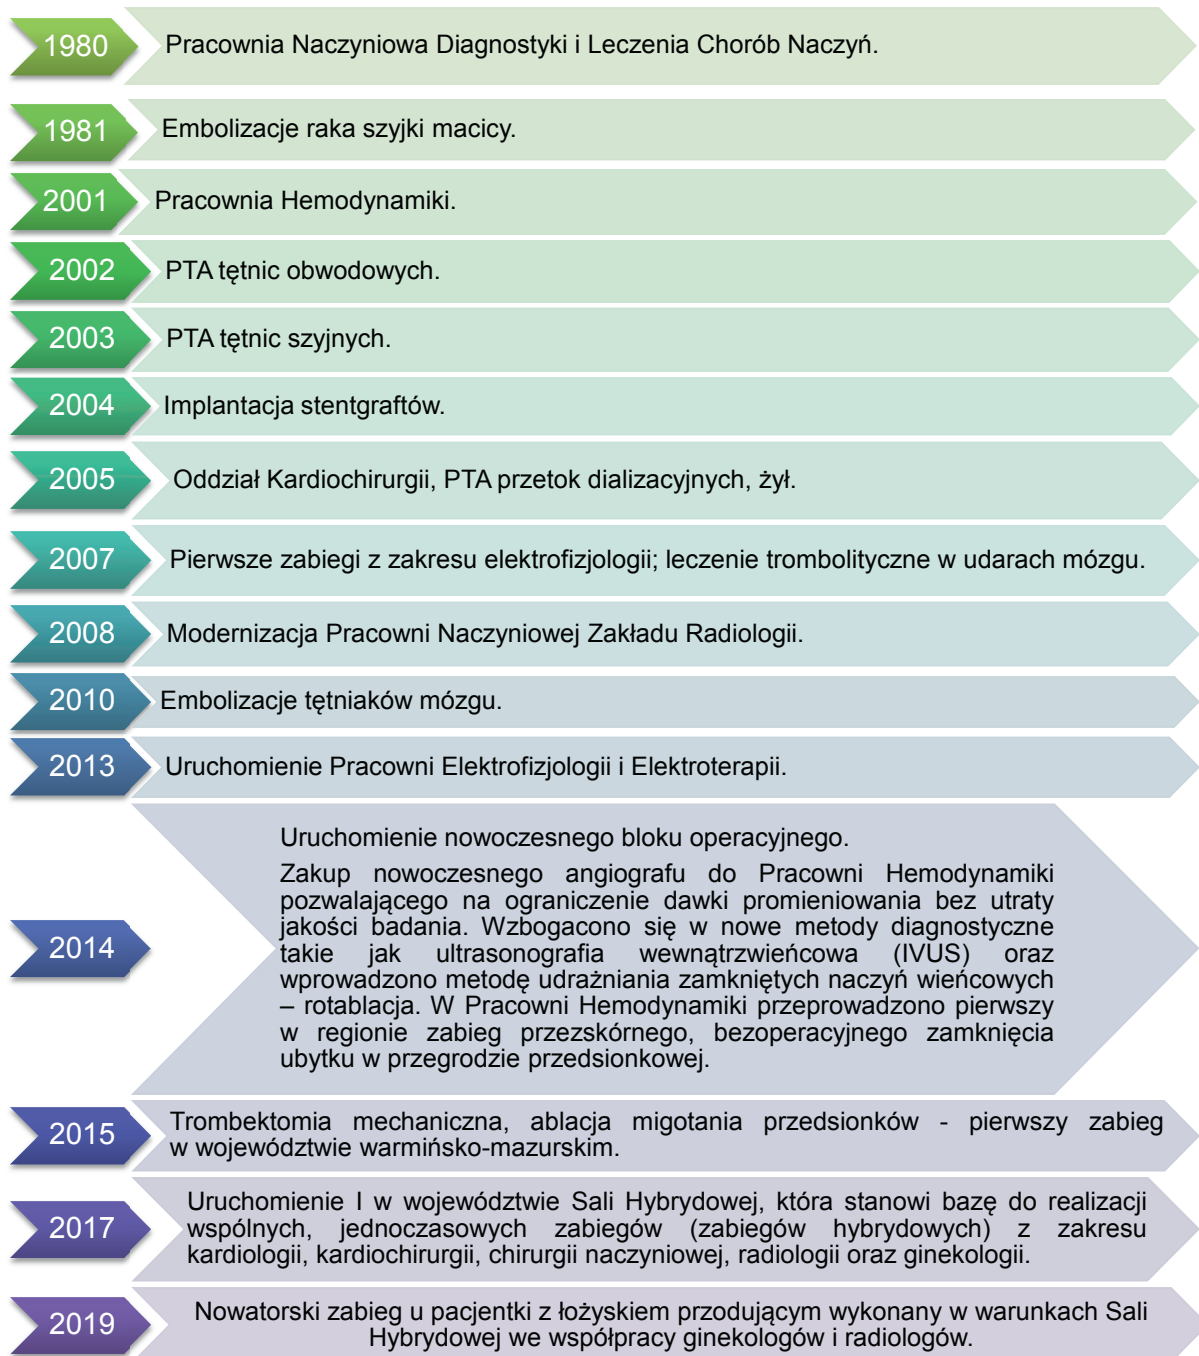 1980
Pracownia Naczyniowa Diagnostyki i Leczenia Chorób Naczyń.
1981
Embolizacje raka szyjki macicy.
2001
Pracownia Hemodynamiki.
2002
PTA tętnic obwodowych.
2003
PTA tętnic szyjnych.
2004
Implantacja stentgraftów.
2005
Oddział Kardiochirurgii, PTA przetok dializacyjnych, żył.
2007
Pierwsze zabiegi z zakresu elektrofizjologii; leczenie trombolityczne w udarach mózgu.
2008
Modernizacja Pracowni Naczyniowej Zakładu Radiologii.
2010
Embolizacje tętniaków mózgu.
2013
Uruchomienie Pracowni Elektrofizjologii i Elektroterapii.
2014
Uruchomienie nowoczesnego bloku operacyjnego.
Zakup nowoczesnego angiografu do Pracowni Hemodynamiki
pozwalającego na ograniczenie dawki promieniowania bez utraty
jakości badania. Wzbogacono się w nowe metody diagnostyczne
takie jak ultrasonografia wewnątrzwieńcowa (IVUS) oraz
wprowadzono metodę udrażniania zamkniętych naczyń wieńcowych
– rotablacja. W Pracowni Hemodynamiki przeprowadzono pierwszy
w regionie zabieg przezskórnego, bezoperacyjnego zamknięcia
ubytku w przegrodzie przedsionkowej.
2015
Trombektomia mechaniczna, ablacja migotania przedsionków - pierwszy zabieg
w województwie warmińsko-mazurskim.
2017
Uruchomienie I w województwie Sali Hybrydowej, która stanowi bazę do realizacji
wspólnych, jednoczasowych zabiegów (zabiegów hybrydowych) z zakresu
kardiologii, kardiochirurgii, chirurgii naczyniowej, radiologii oraz ginekologii.
2019
Nowatorski zabieg u pacjentki z łożyskiem przodującym wykonany w warunkach Sali
Hybrydowej we współpracy ginekologów i radiologów.